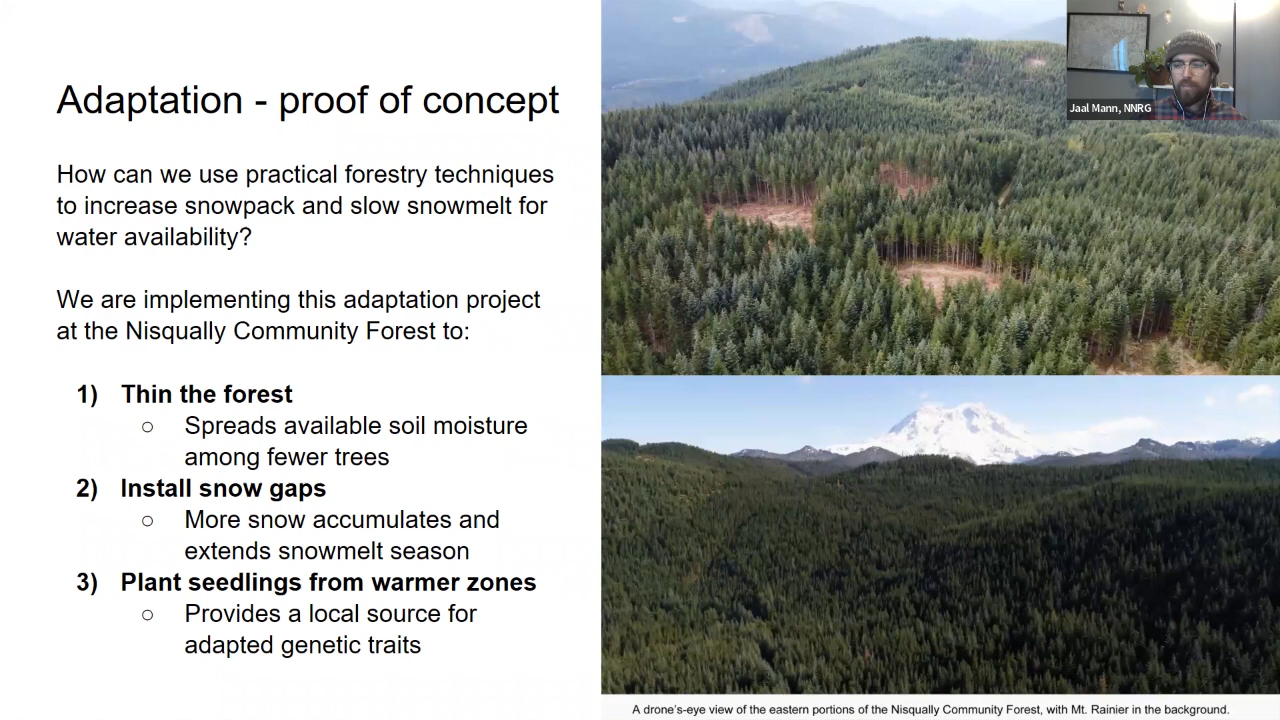 Adaptation - proof of concept
How can we use practical forestry techniques
to increase snowpack and slow snowmelt for
water availability?
We are implementing this adaptation project
at the Nisqually Community Forest to:
1) Thin the forest
○ Spreads available soil moisture
among fewer trees
2) Install snow gaps
○ More snow accumulates and
extends snowmelt season
3) Plant seedlings from warmer zones
○ Provides a local source for
adapted genetic traits
Jaal Mann, NNRG
A drone's-eye view of the eastern portions of the Nisqually Community Forest, with Mt. Rainier in the background.